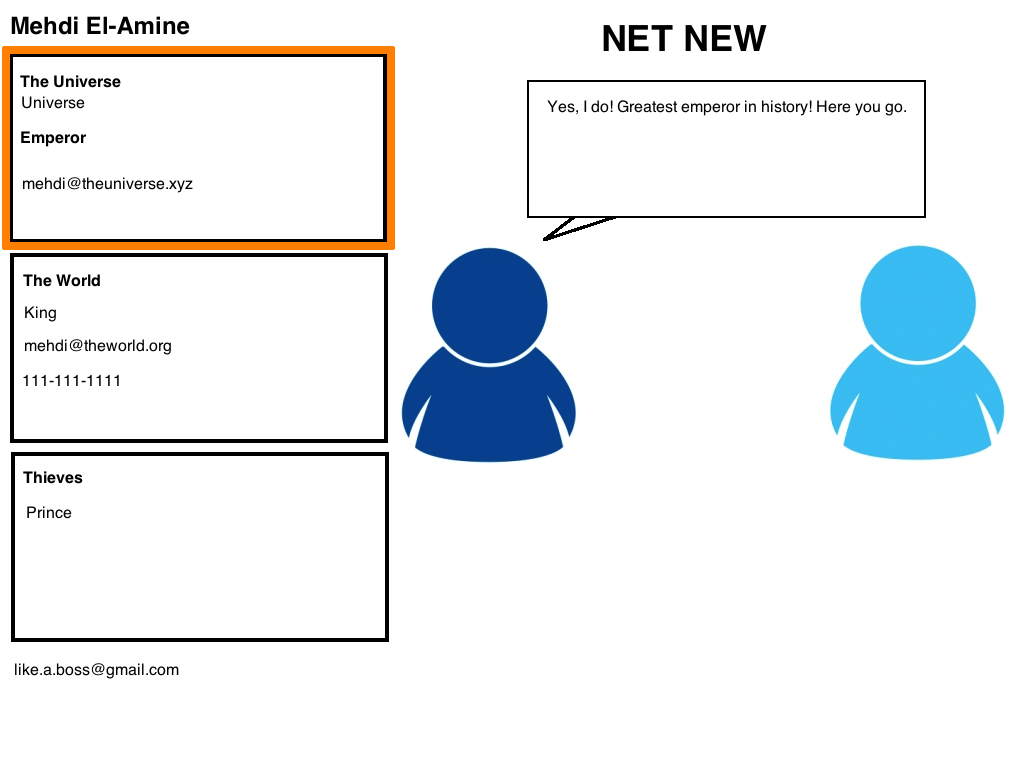 Mehdi El-Amine
The Universe
Universe
Emperor
mehdi@theuniverse.xyz
The World
King
mehdi@theworld.org
111-111-1111
Thieves
Prince
like.a.boss@gmail.com
NET NEW
Yes, I do! Greatest emperor in history! Here you go.